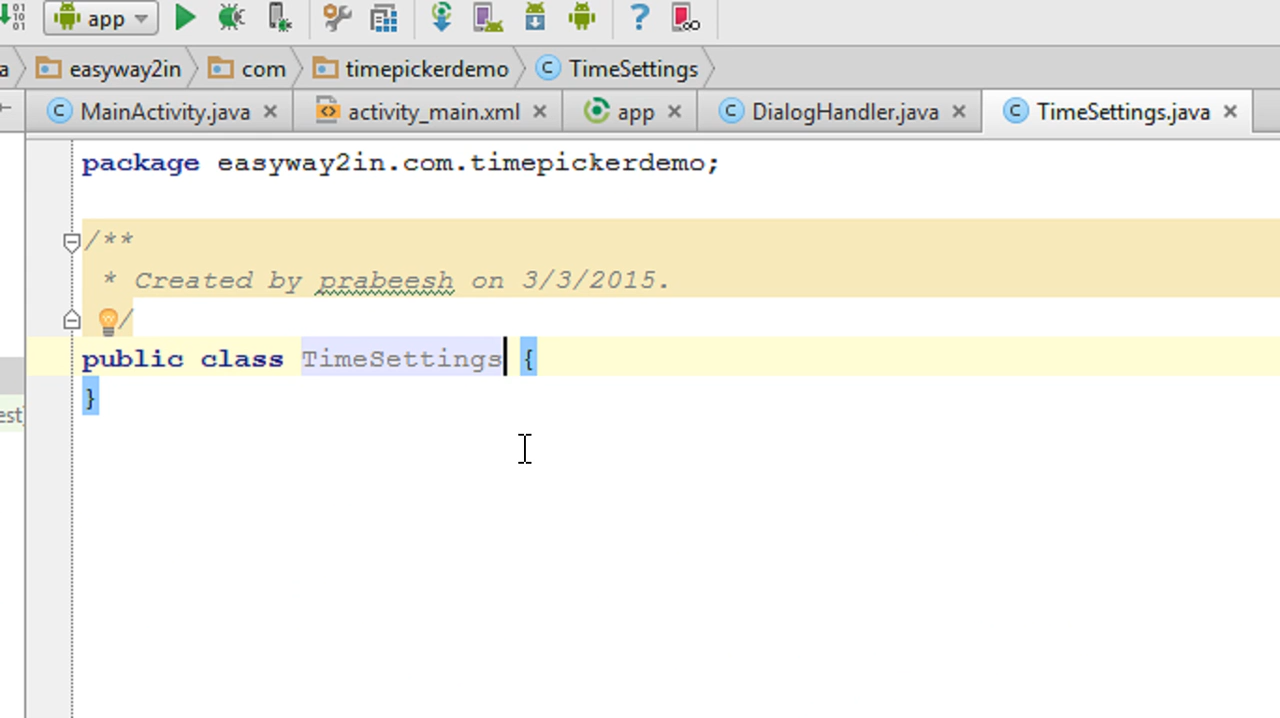 app
a easyway2in com timepickerdemo TimeSettings
MainActivity.java activity_main.xml app DialogHandler.java TimeSettings.java
package easyway2in.com.timepickerdemo;
/**
* Created by prabeesh on 3/3/2015.
/
public class TimeSettings {
}
est